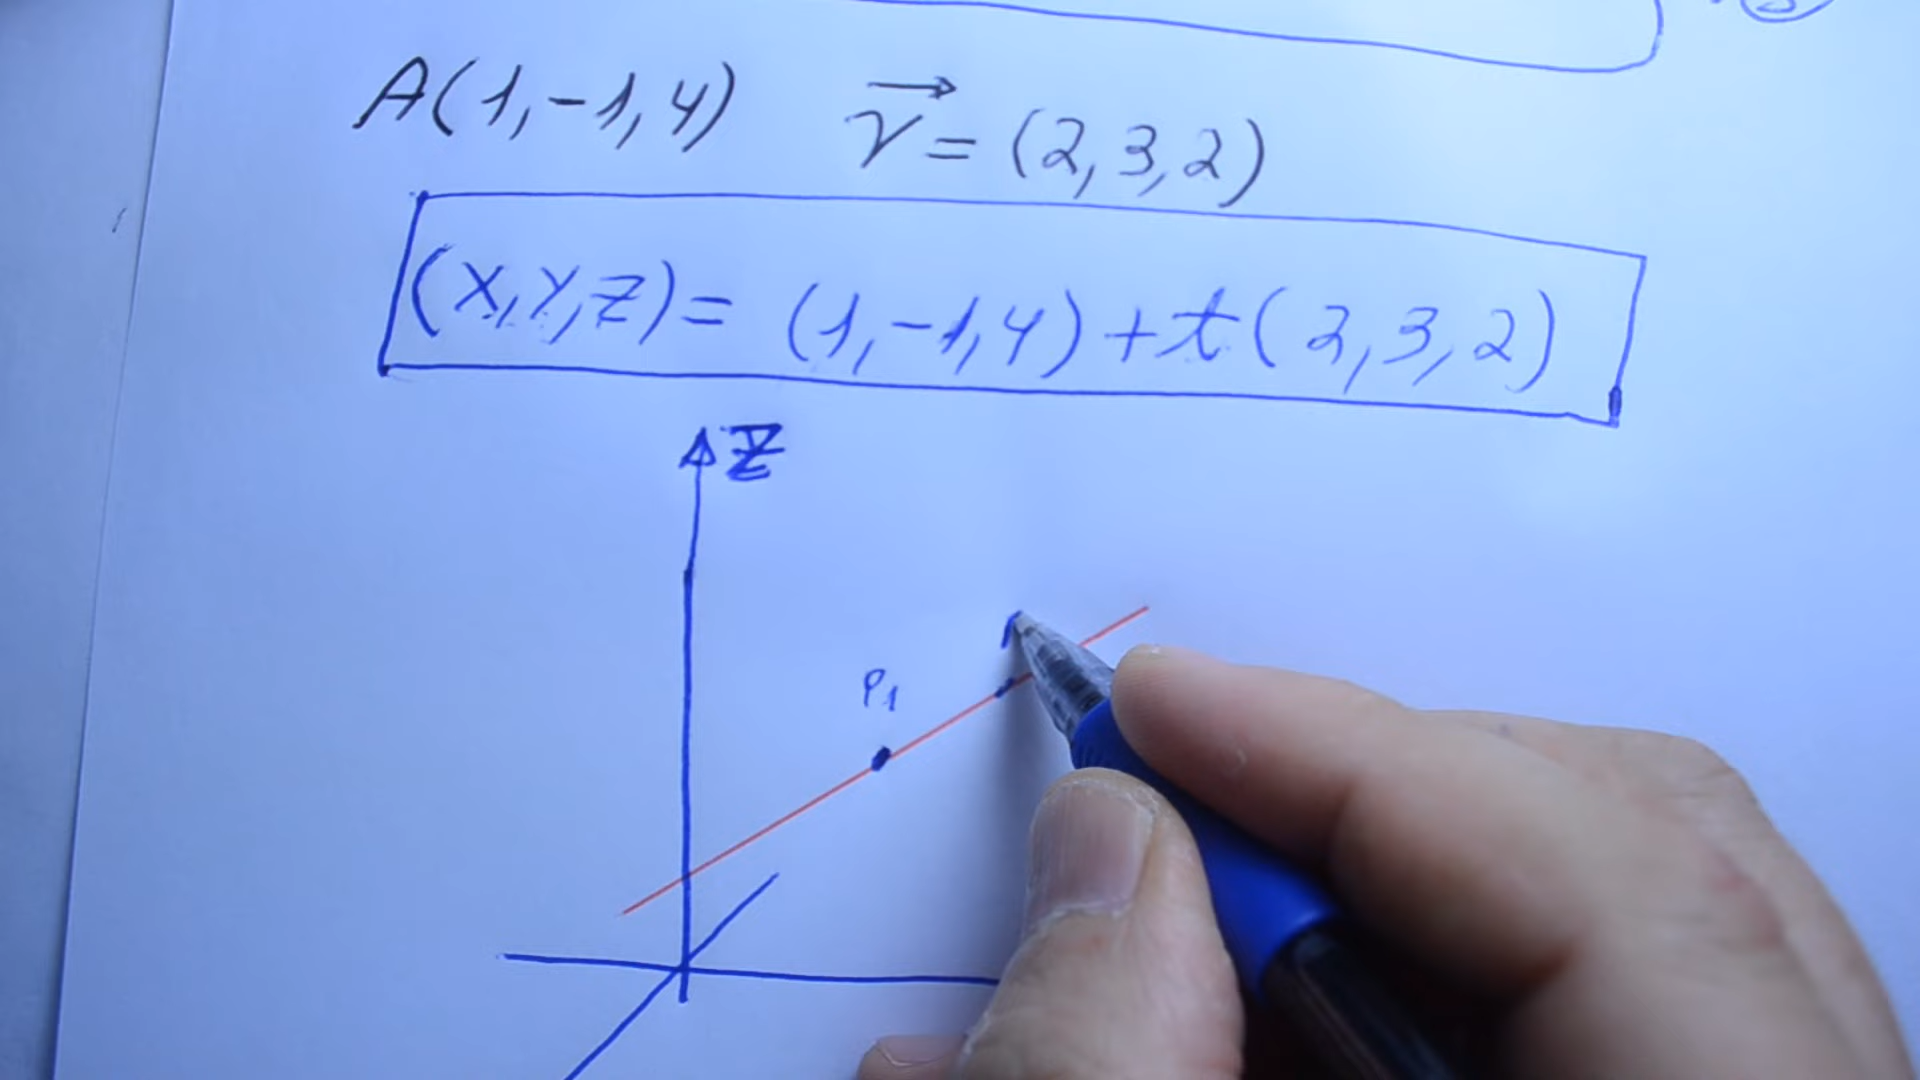 A(1,-1,4) v⃗ = (2,3,2)
(x,y,z) = (1,-1,4) + t(2,3,2)
Z
P1